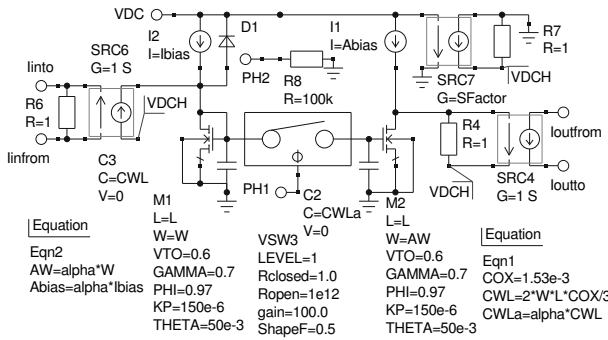 VDC
I2
I=Ibias
D1
I1
I=Abias
R7
R=1
SRC6
G=1 S
PH2
R8
R=100k
SRC7
G=SFactor
VDCH
Iinto
R6
R=1
Iinfrom
VDCH
R4
R=1
Ioutfrom
Ioutto
VDCH
SRC4
G=1 S
C3
C=CWL
V=0
PH1
C2
C=CWLa
V=0
M1
L=L
W=W
VTO=0.6
GAMMA=0.7
PHI=0.97
KP=150e-6
THETA=50e-3
VSW3
LEVEL=1
Rclosed=1.0
Ropen=1e12
gain=100.0
ShapeF=0.5
M2
L=L
W=AW
VTO=0.6
GAMMA=0.7
PHI=0.97
KP=150e-6
THETA=50e-3
Equation
Eqn2
AW=alpha*W
Abias=alpha*Ibias
Equation
Eqn1
COX=1.53e-3
CWL=2*W*L*COX/3
CWLa=alpha*CWL